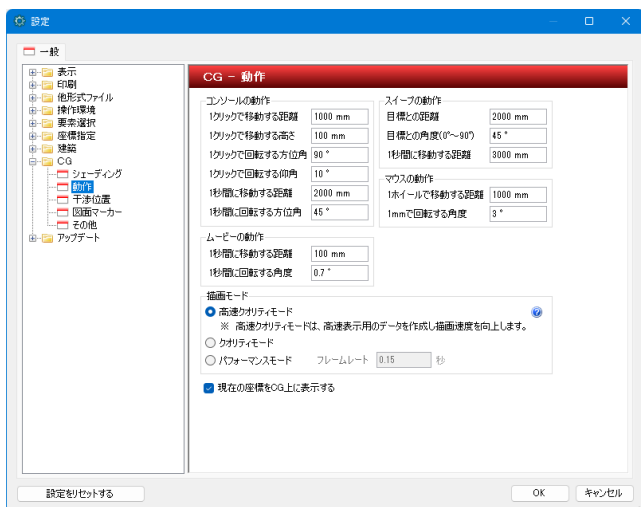 設定
一般
表示
印刷
他形式ファイル
操作環境
要素選択
座標指定
建築
CG
シェーディング
動作
干渉位置
図面マーカー
その他
アップデート
CG － 動作
コンソールの動作
1クリックで移動する距離 1000 mm
1クリックで移動する高さ 100 mm
1クリックで回転する方位角 90 °
1クリックで回転する仰角 10 °
1秒間に移動する距離 2000 mm
1秒間に回転する方位角 45 °
スイープの動作
目標との距離 2000 mm
目標との角度(0°～90°) 45 °
1秒間に移動する距離 3000 mm
マウスの動作
1ホイールで移動する距離 1000 mm
1mmで回転する角度 3 °
ムービーの動作
1秒間に移動する距離 100 mm
1秒間に回転する角度 0.7 °
描画モード
高速クオリティモード
※ 高速クオリティモードは、高速表示用のデータを作成し描画速度を向上します。
クオリティモード
パフォーマンスモード フレームレート 0.15 秒
現在の座標をCG上に表示する
設定をリセットする
OK
キャンセル